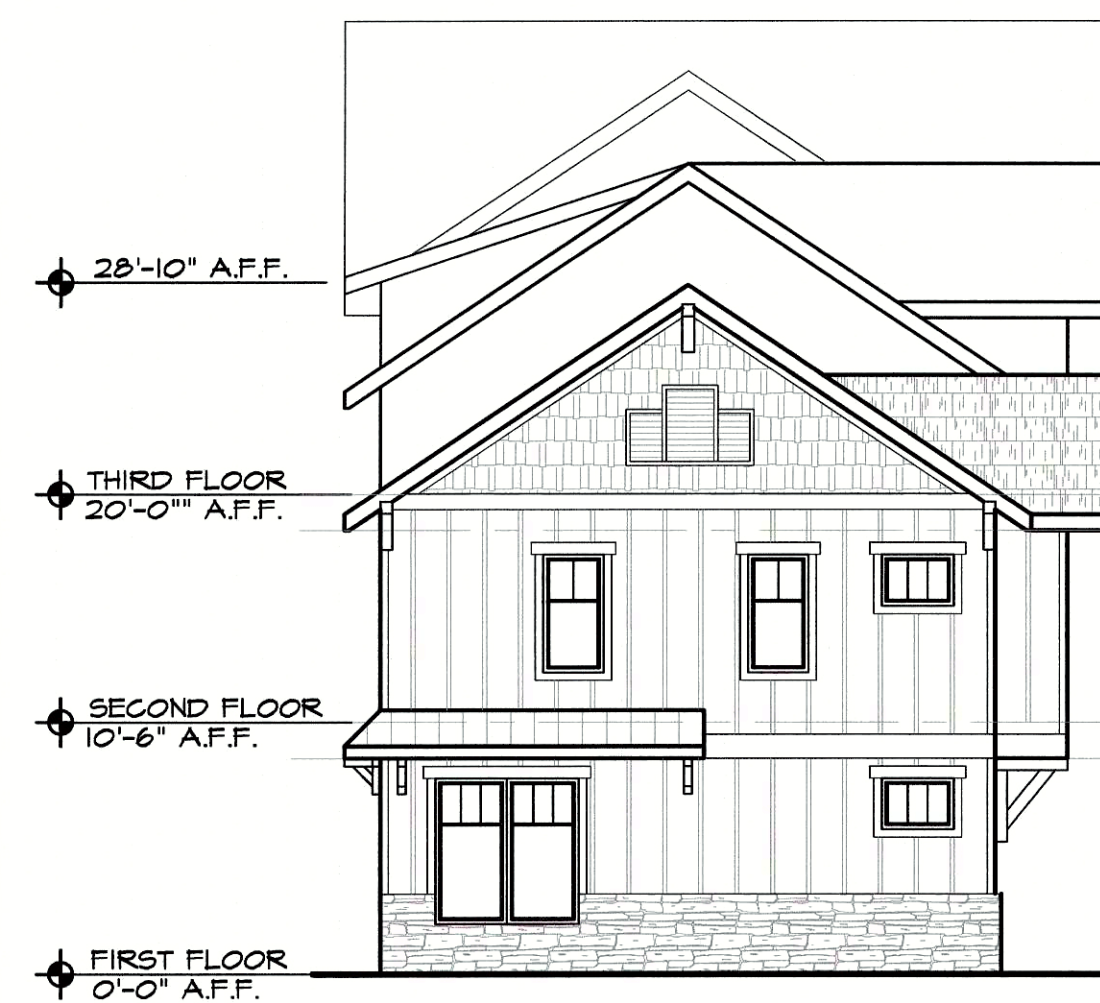 28'-10" A.F.F.
THIRD FLOOR
20'-0"" A.F.F.
SECOND FLOOR
10'-6" A.F.F.
FIRST FLOOR
0'-0" A.F.F.